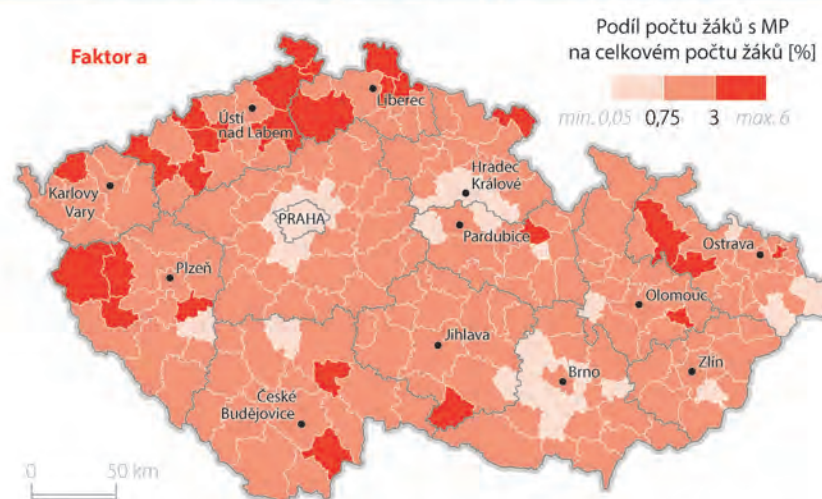 Faktor a
Podíl počtu žáků s MP
na celkovém počtu žáků [%]
min. 0,05 0,75 3 max. 6
Liberec
Ústí
nad Labem
Hradec
Králové
Karlovy
Vary
PRAHA
Pardubice
Ostrava
Plzeň
Olomouc
Jihlava
Zlín
Brno
České
Budějovice
0 50 km